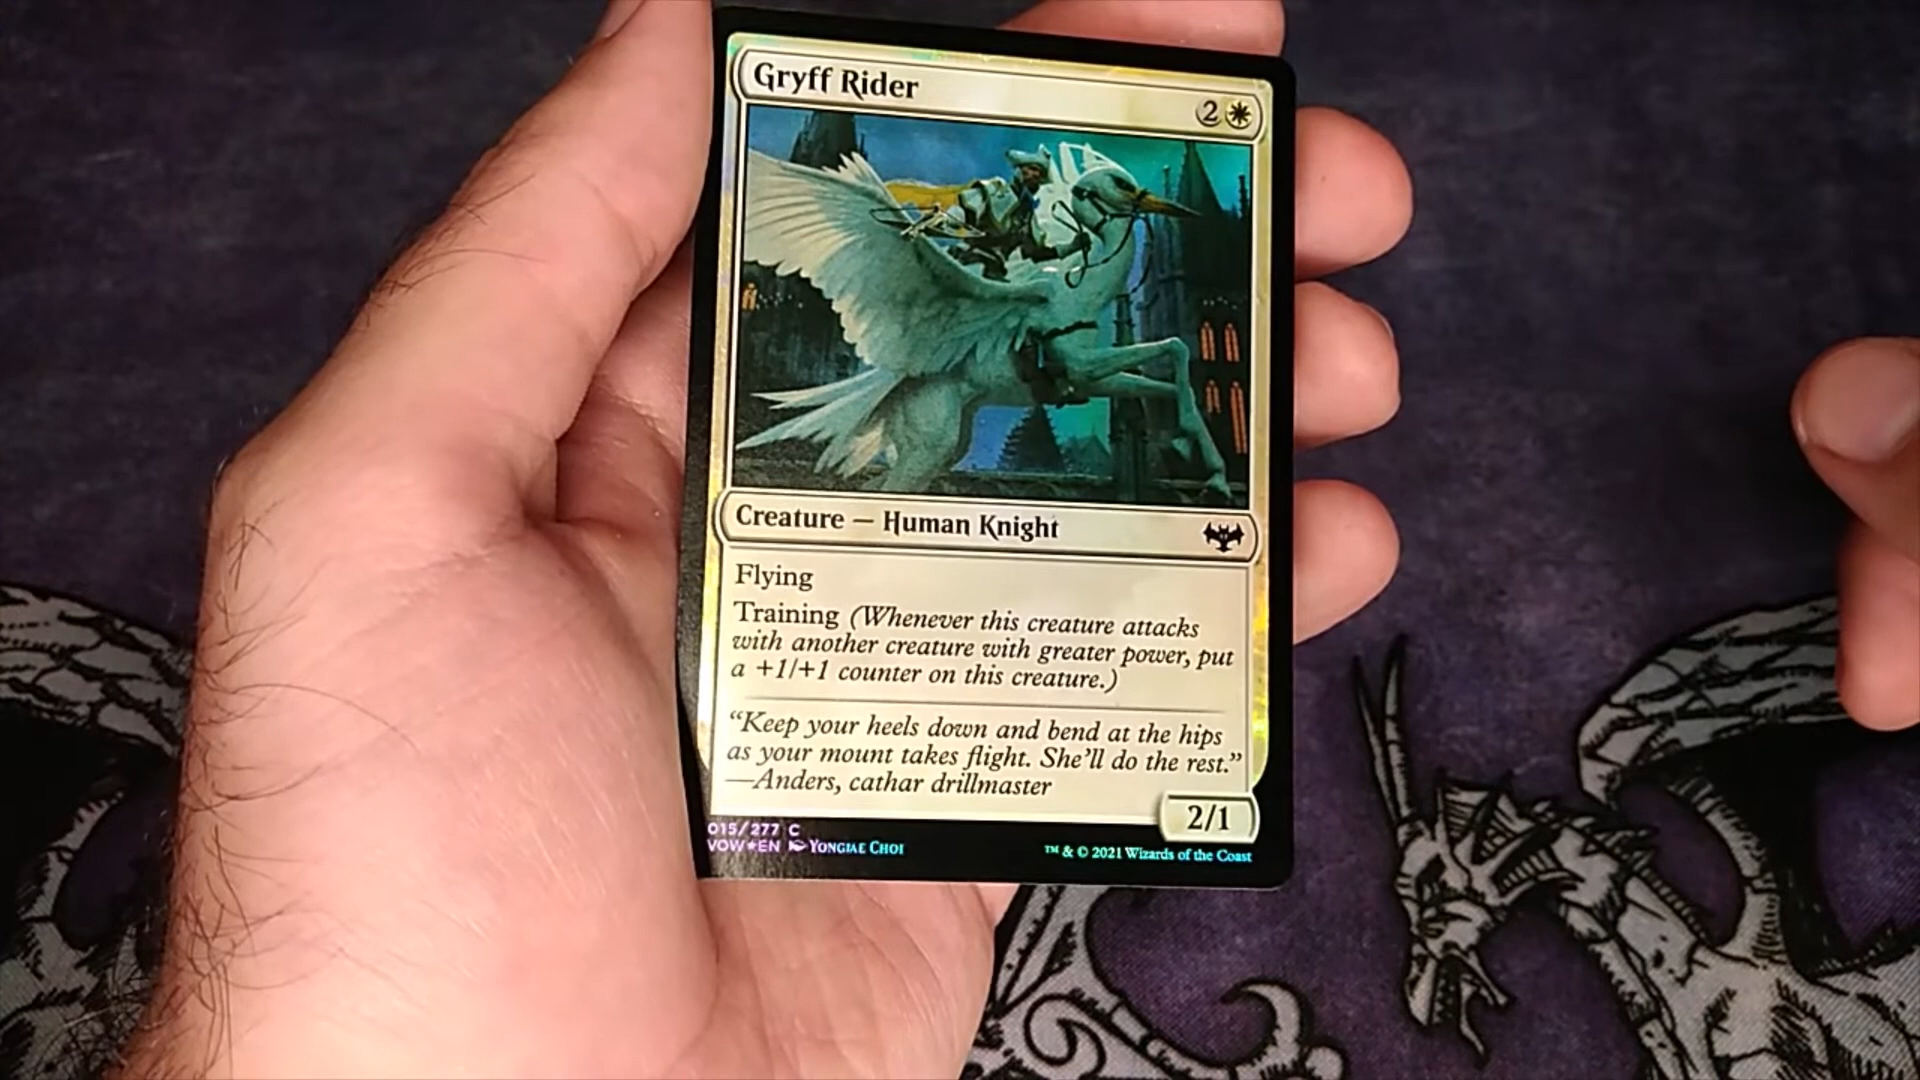 Gryff Rider
2
Creature — Human Knight
Flying
Training (Whenever this creature attacks
with another creature with greater power, put
a +1/+1 counter on this creature.)
“Keep your heels down and bend at the hips
as your mount takes flight. She’ll do the rest.”
—Anders, cathar drillmaster
2/1
015/277 C
VOW★EN YONGJAE CHOI
™ & © 2021 Wizards of the Coast